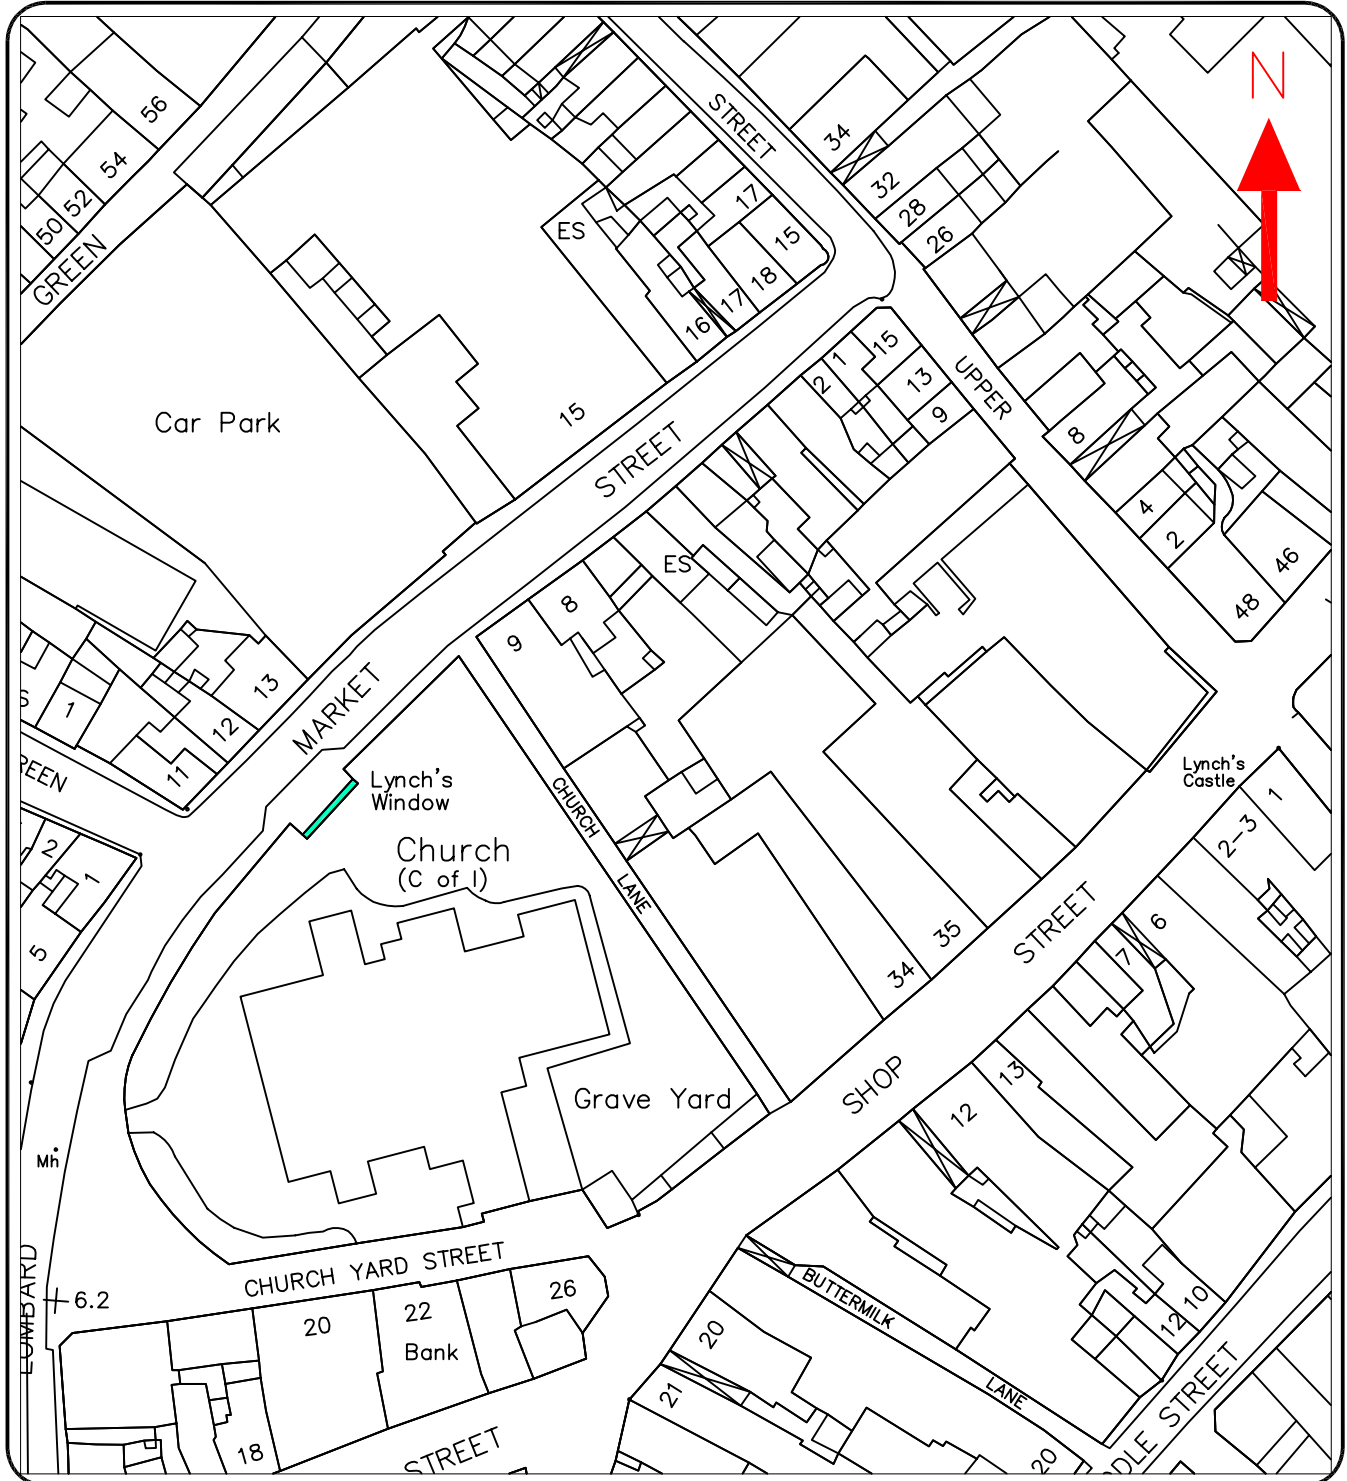 N
56
54
52
50
GREEN
STREET
34
32
28
26
17
15
ES
18
17
16
15
1
2
13
9
UPPER
8
4
2
46
48
Car Park
15
STREET
ES
8
9
13
12
11
1
MARKET
2
1
5
Lynch's
Window
Church
(C of I)
CHURCH
LANE
Lynch's
Castle
1
2-3
6
7
35
34
STREET
SHOP
13
12
Grave Yard
Mh
LOMBARD
6.2
CHURCH YARD STREET
20
22
Bank
26
18
STREET
20
21
BUTTERMILK
LANE
10
12
20
STREET